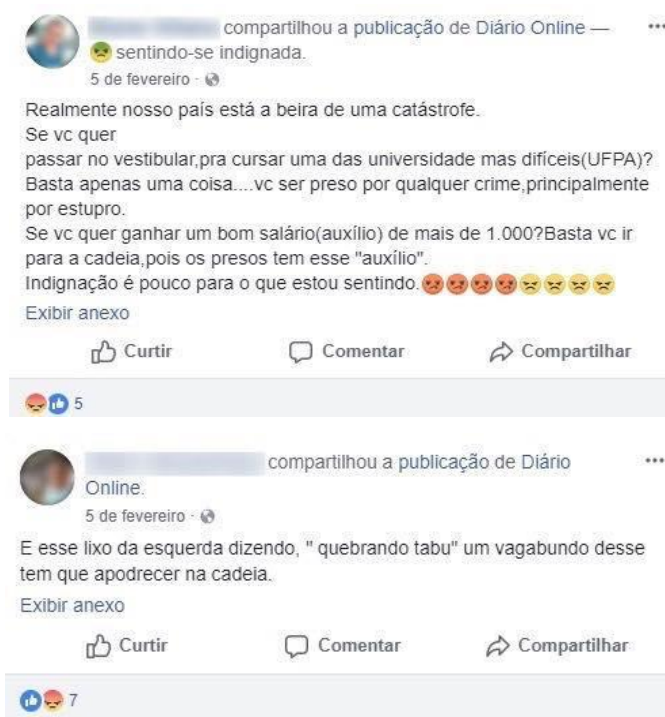 compartilhou a publicação de Diário Online —
sentindo-se indignada.
5 de fevereiro ·
Realmente nosso país está a beira de uma catástrofe.
Se vc quer
passar no vestibular,pra cursar uma das universidade mas difíceis(UFPA)?
Basta apenas uma coisa....vc ser preso por qualquer crime,principalmente
por estupro.
Se vc quer ganhar um bom salário(auxílio) de mais de 1.000?Basta vc ir
para a cadeia,pois os presos tem esse "auxílio".
Indignação é pouco para o que estou sentindo.
Exibir anexo
Curtir Comentar Compartilhar
5
compartilhou a publicação de Diário
Online.
5 de fevereiro ·
E esse lixo da esquerda dizendo, " quebrando tabu" um vagabundo desse
tem que apodrecer na cadeia.
Exibir anexo
Curtir Comentar Compartilhar
7